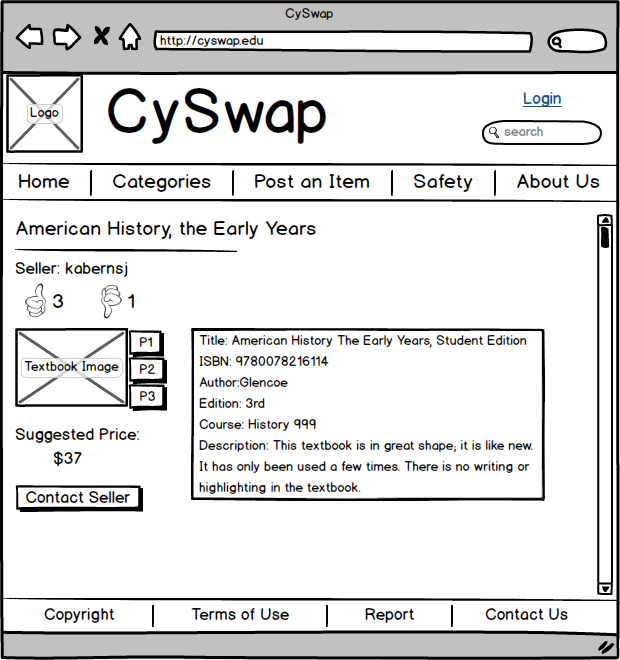 CySwap
http://cyswap.edu
Logo
CySwap
Login
search
Home
Categories
Post an Item
Safety
About Us
American History, the Early Years
Seller: kabernsj
3
1
Textbook Image
P1
P2
P3
Suggested Price:
$37
Contact Seller
Title: American History The Early Years, Student Edition
ISBN: 9780078216114
Author:Glencoe
Edition: 3rd
Course: History 999
Description: This textbook is in great shape; it is like new.
It has only been used a few times. There is no writing or
highlighting in the textbook.
Copyright
Terms of Use
Report
Contact Us